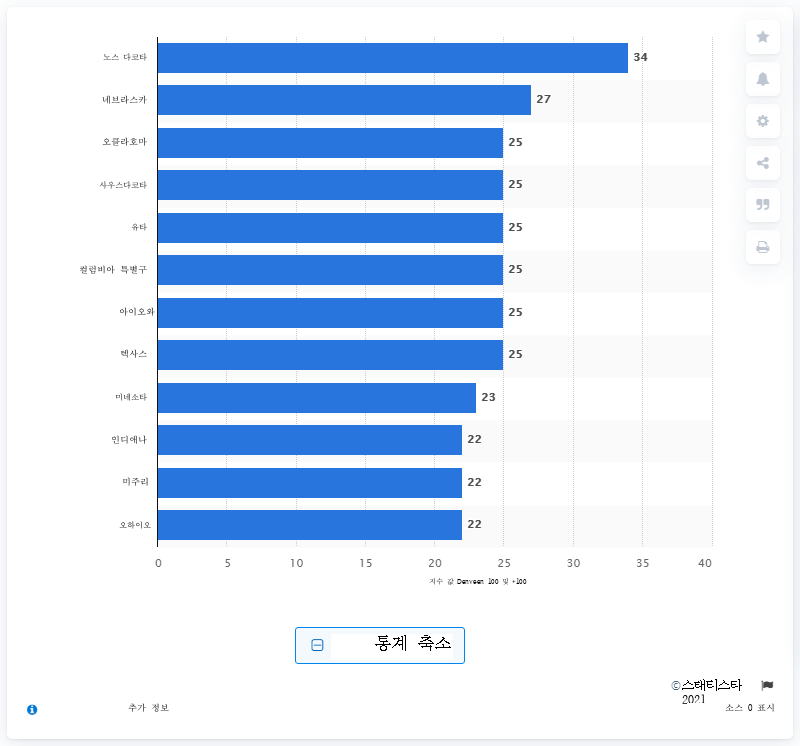 노스 다코타 34
네브라스카 27
오클라호마 25
사우스다코타 25
유타 25
컬럼비아 특별구 25
아이오와 25
텍사스 25
미네소타 23
인디애나 22
미주리 22
오하이오 22
0 5 10 15 20 25 30 35 40
지수 값 Denveen 100 및 +100
통계 축소
©스태티스타
2021
추가 정보
소스 0 표시